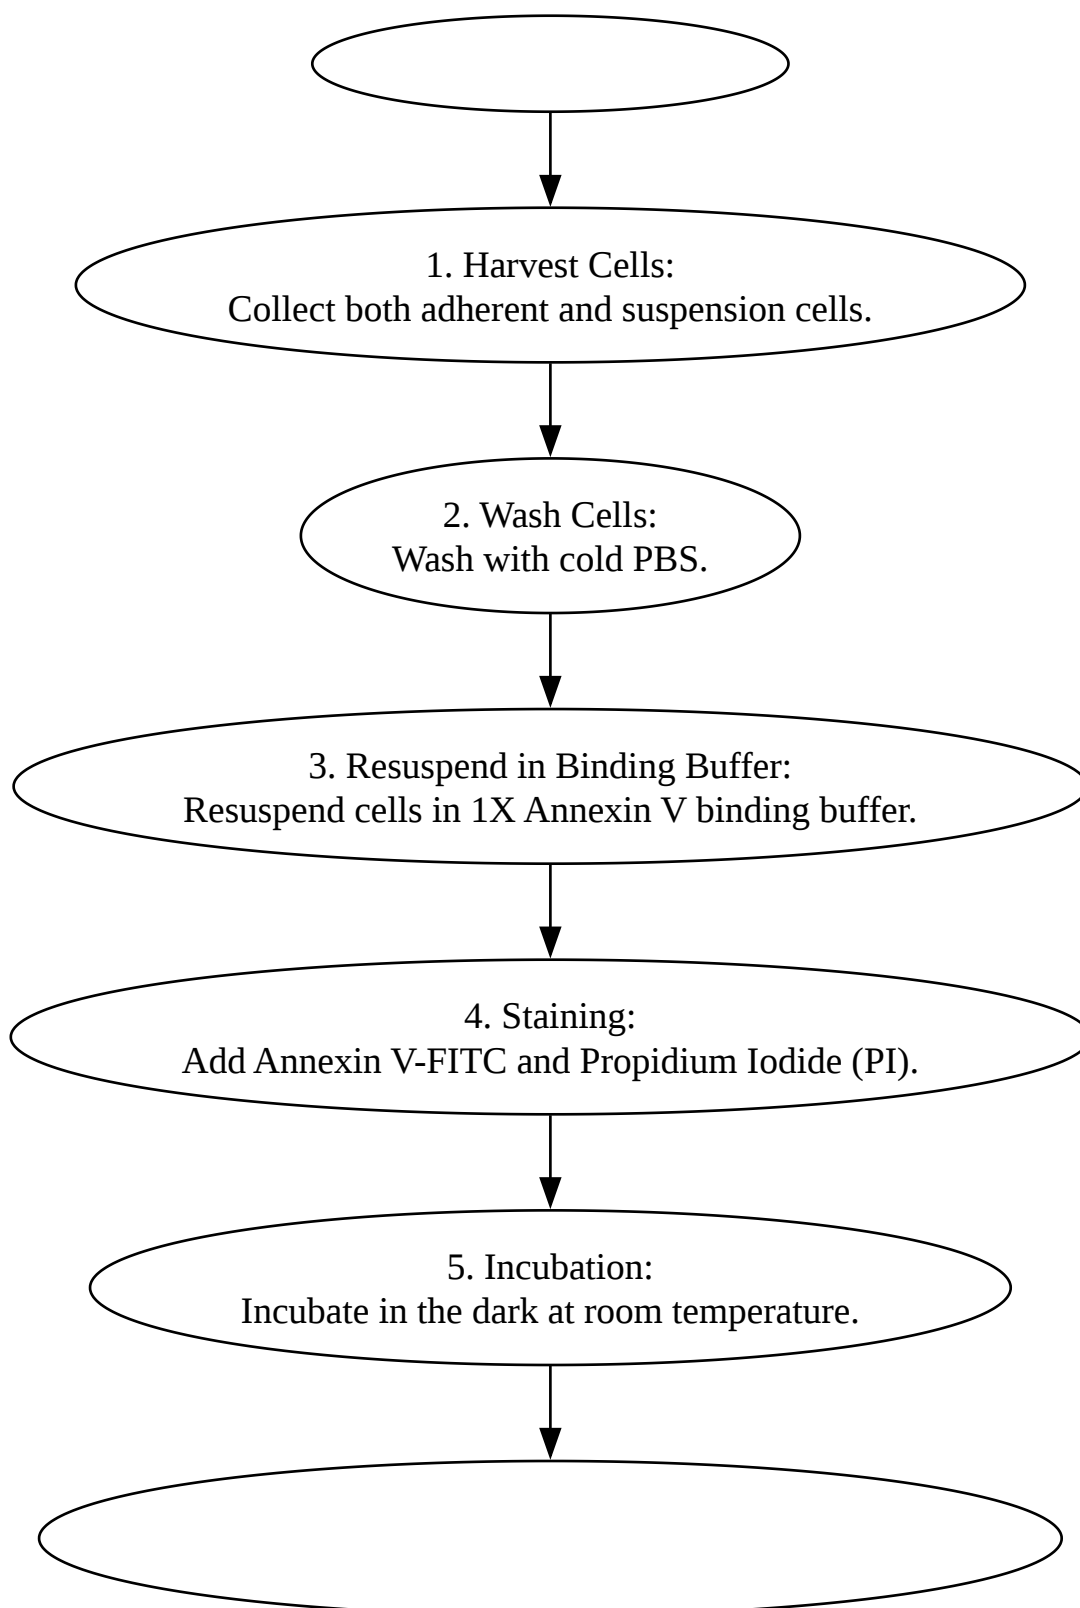 1. Harvest Cells:
Collect both adherent and suspension cells.
2. Wash Cells:
Wash with cold PBS.
3. Resuspend in Binding Buffer:
Resuspend cells in 1X Annexin V binding buffer.
4. Staining:
Add Annexin V-FITC and Propidium Iodide (PI).
5. Incubation:
Incubate in the dark at room temperature.